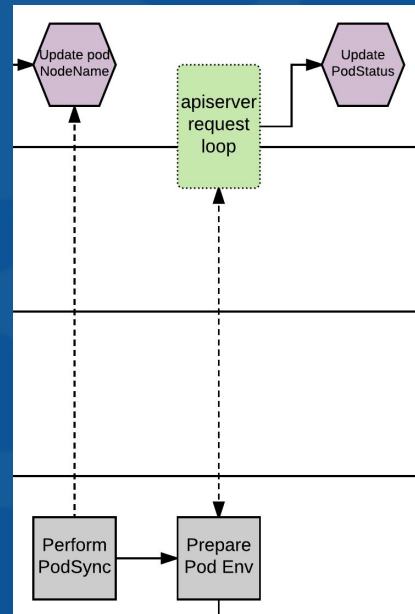 Update pod
NodeName
apiserver
request
loop
Update
PodStatus
Perform
PodSync
Prepare
Pod Env